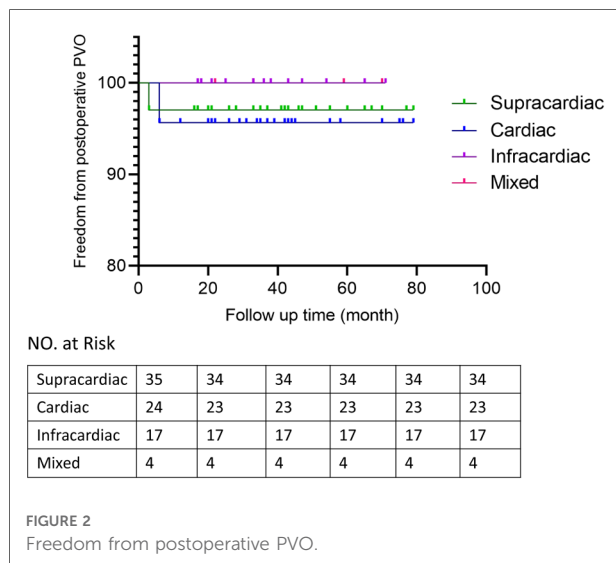 Freedom from postoperative PVO
100
90
80
0 20 40 60 80 100
Follow up time (month)
Supracardiac
Cardiac
Infracardiac
Mixed
NO. at Risk
Supracardiac 35 34 34 34 34 34
Cardiac 24 23 23 23 23 23
Infracardiac 17 17 17 17 17 17
Mixed 4 4 4 4 4 4
FIGURE 2
Freedom from postoperative PVO.